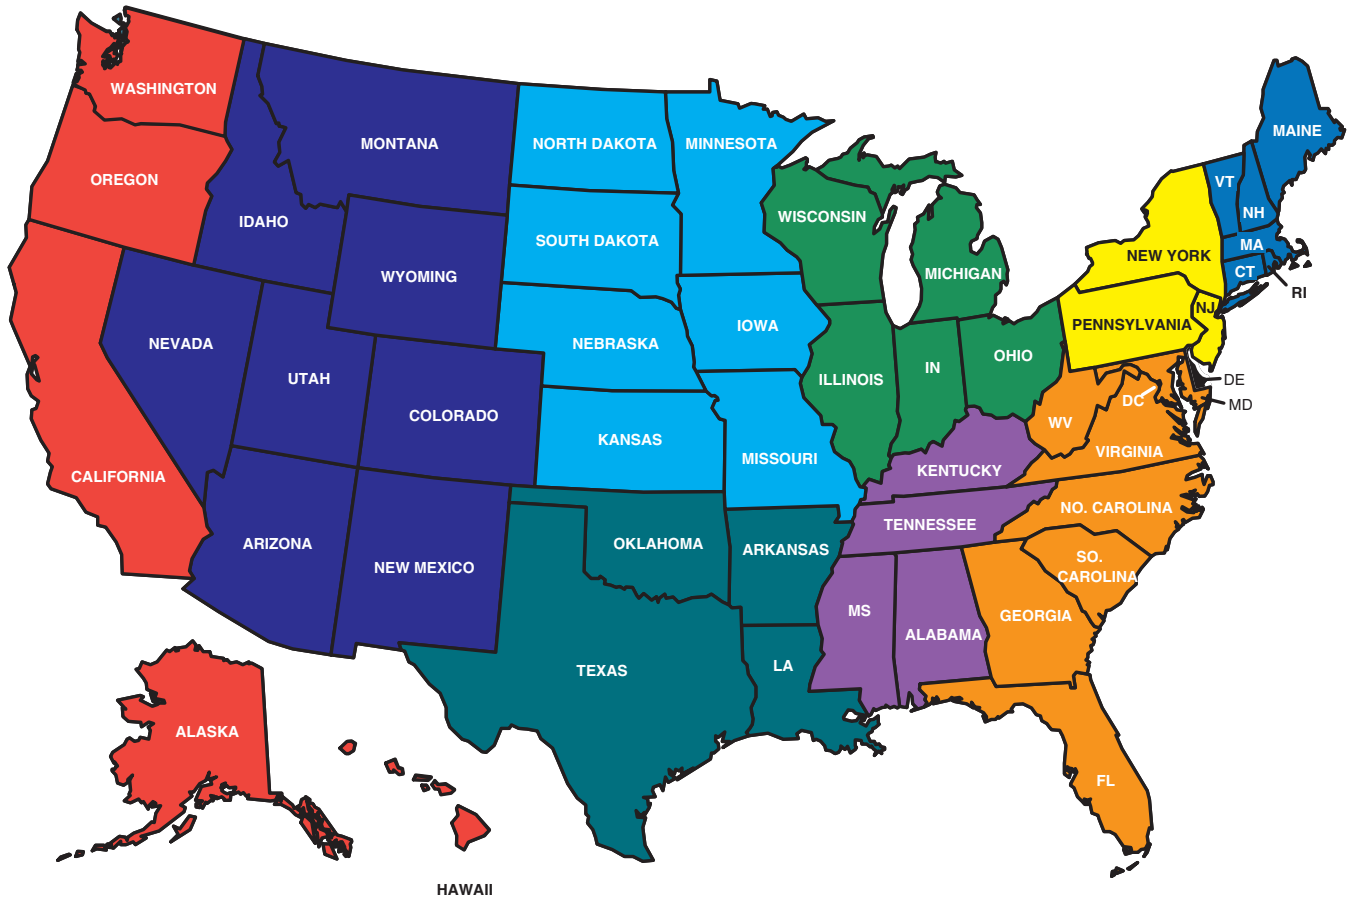 WASHINGTON
OREGON
CALIFORNIA
NEVADA
IDAHO
MONTANA
WYOMING
UTAH
COLORADO
ARIZONA
NEW MEXICO
NORTH DAKOTA
SOUTH DAKOTA
NEBRASKA
KANSAS
MINNESOTA
IOWA
MISSOURI
OKLAHOMA
TEXAS
ARKANSAS
LA
WISCONSIN
MICHIGAN
ILLINOIS
IN
OHIO
KENTUCKY
TENNESSEE
MS
ALABAMA
GEORGIA
FL
SO.
CAROLINA
NO. CAROLINA
VIRGINIA
WV
DC
MD
DE
PENNSYLVANIA
NJ
NEW YORK
CT
RI
MA
VT
NH
MAINE
ALASKA
HAWAII